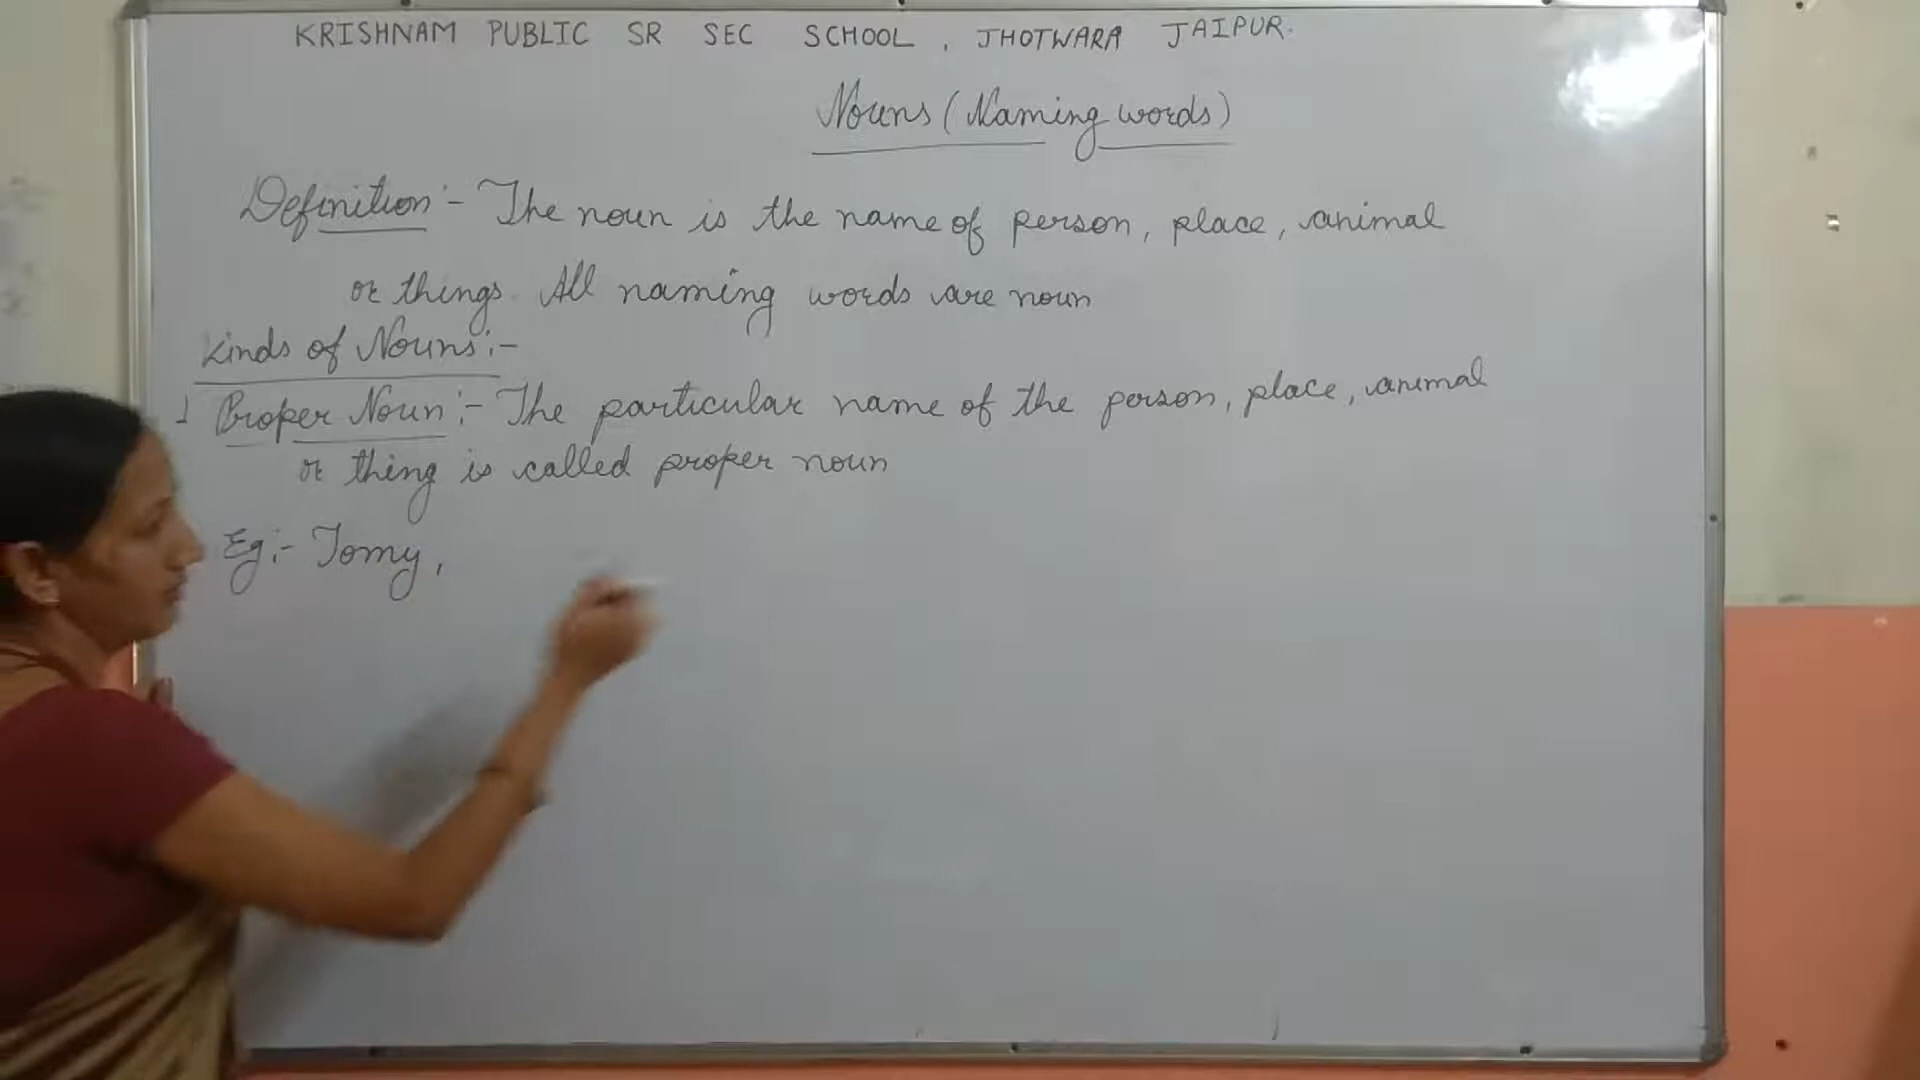 KRISHNAM PUBLIC SR SEC SCHOOL, JHOTWARA JAIPUR.
Nouns (Naming words)
Definition :- The noun is the name of person, place, animal
or things. All naming words are noun
Kinds of Nouns :-
1 Proper Noun :- The particular name of the person, place, animal
or thing is called proper noun
Eg:- Tomy,